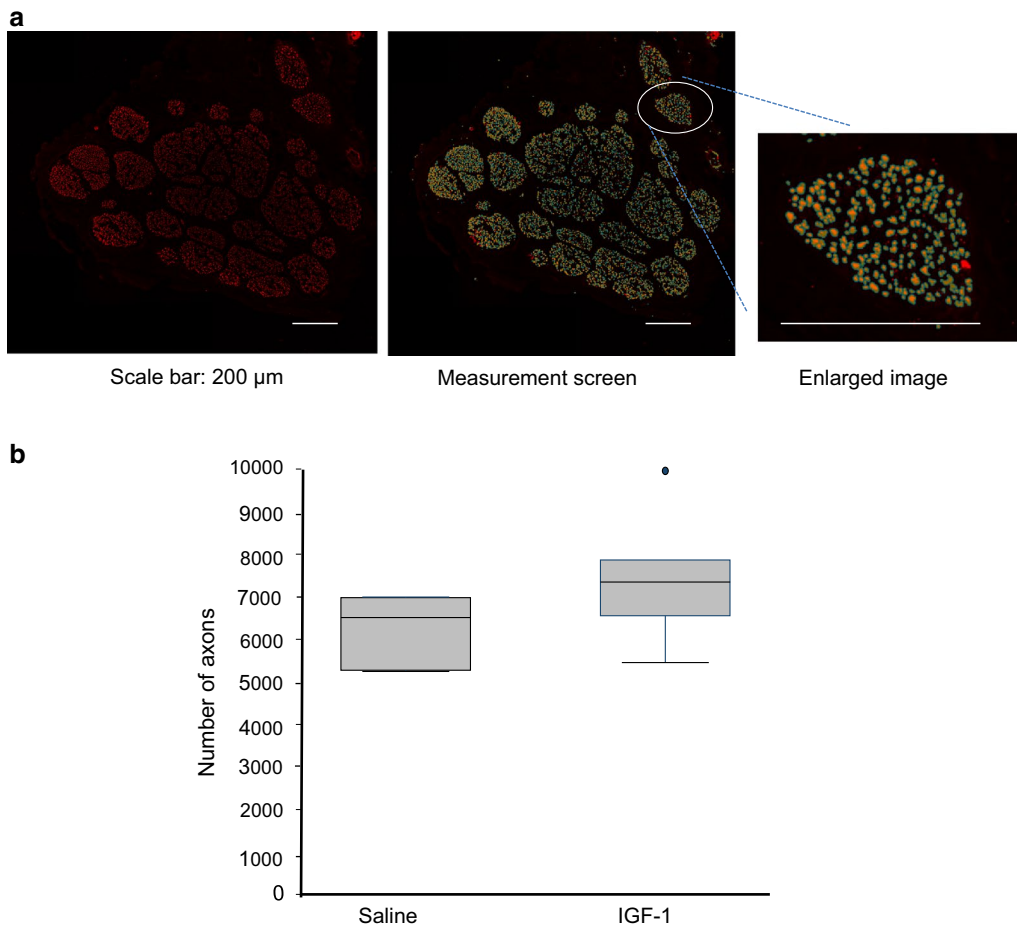 a
Scale bar: 200 µm
Measurement screen
Enlarged image
b
Number of axons
10000
9000
8000
7000
6000
5000
4000
3000
2000
1000
0
Saline
IGF-1